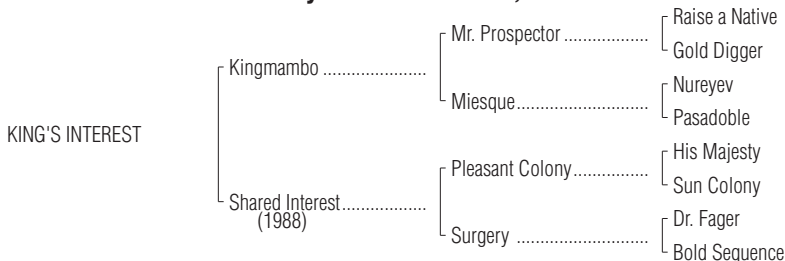 Raise a Native
Mr. Prospector .....................
Gold Digger
Kingmambo ......................
Nureyev
Miesque.................................
Pasadoble
KING'S INTEREST
His Majesty
Pleasant Colony...................
Sun Colony
Shared Interest.....................
(1988)
Dr. Fager
Surgery .................................
Bold Sequence